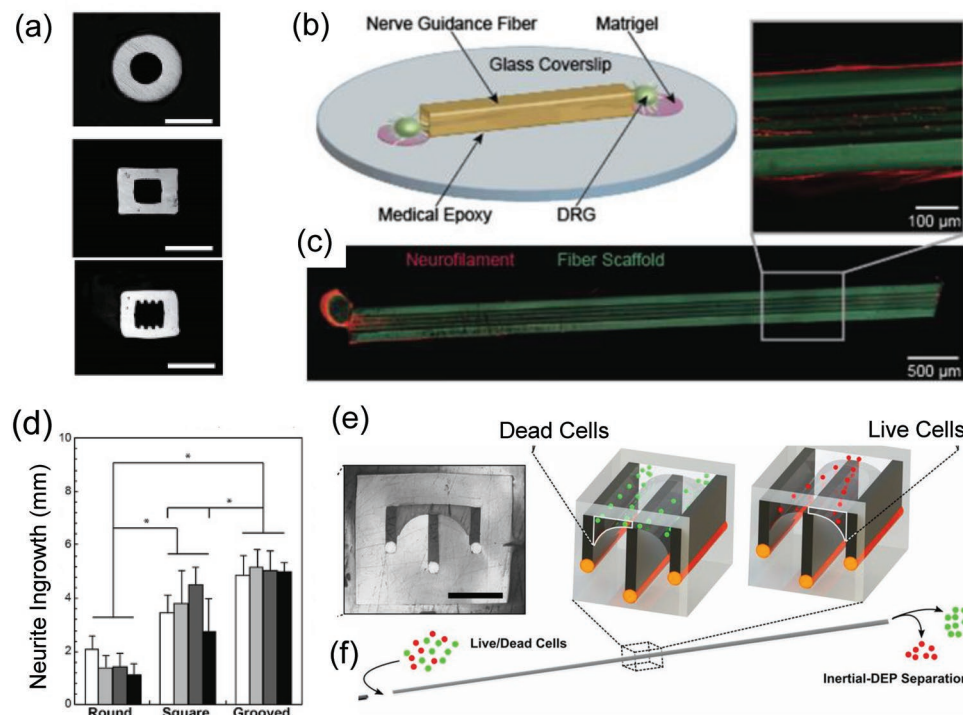 (a)
(b)
Nerve Guidance Fiber
Matrigel
Glass Coverslip
Medical Epoxy
DRG
100 µm
(c)
Neurofilament
Fiber Scaffold
500 µm
(d)
Neurite Ingrowth (mm)
10
8
6
4
2
0
*
*
*
Round
Square
Grooved
(e)
Dead Cells
Live Cells
(f)
Live/Dead Cells
Inertial-DEP Separation